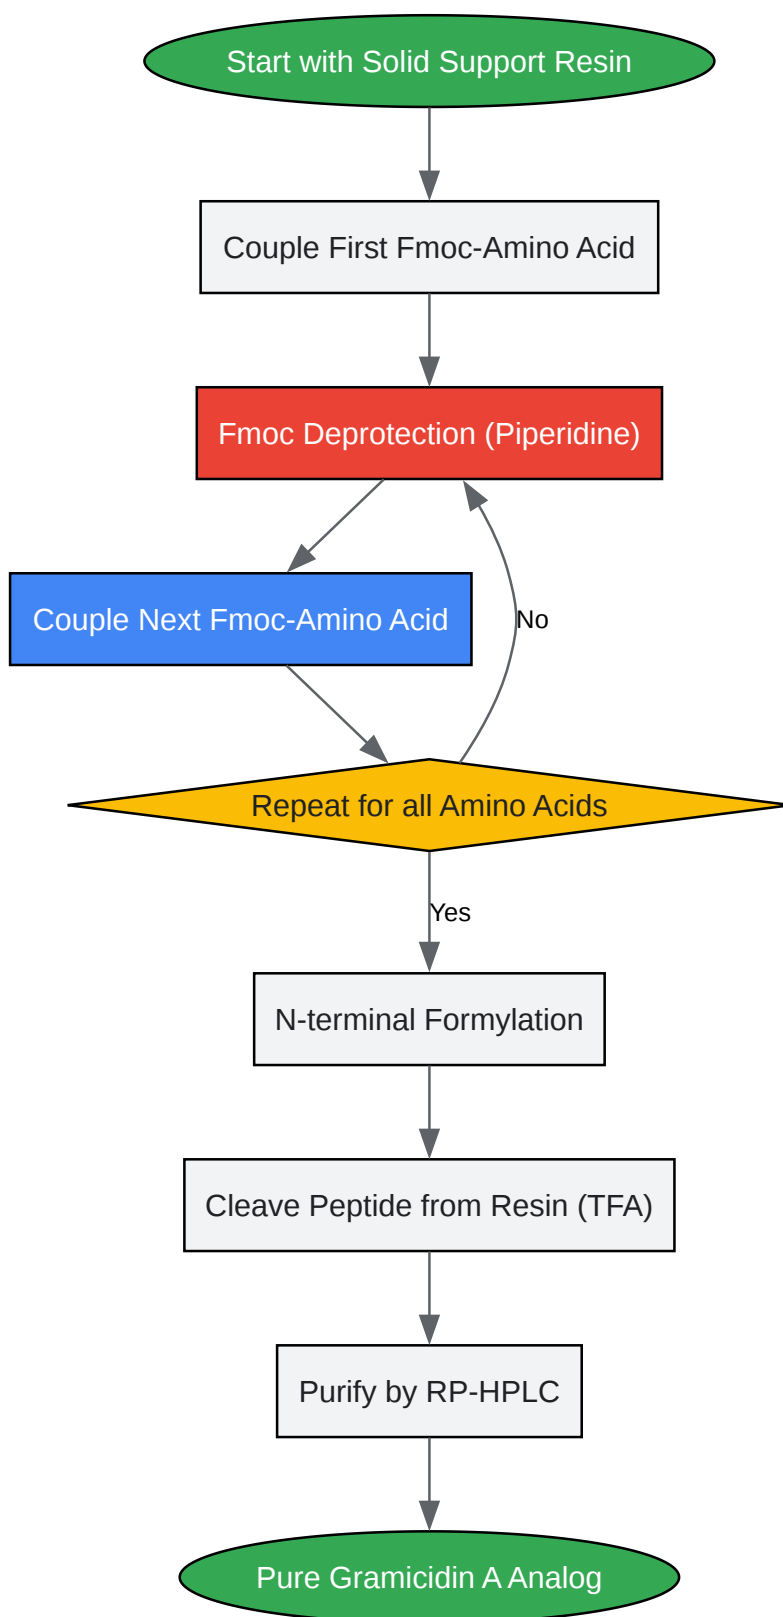 Start with Solid Support Resin
Couple First Fmoc-Amino Acid
Fmoc Deprotection (Piperidine)
Couple Next Fmoc-Amino Acid
No
Repeat for all Amino Acids
Yes
N-terminal Formylation
Cleave Peptide from Resin (TFA)
Purify by RP-HPLC
Pure Gramicidin A Analog